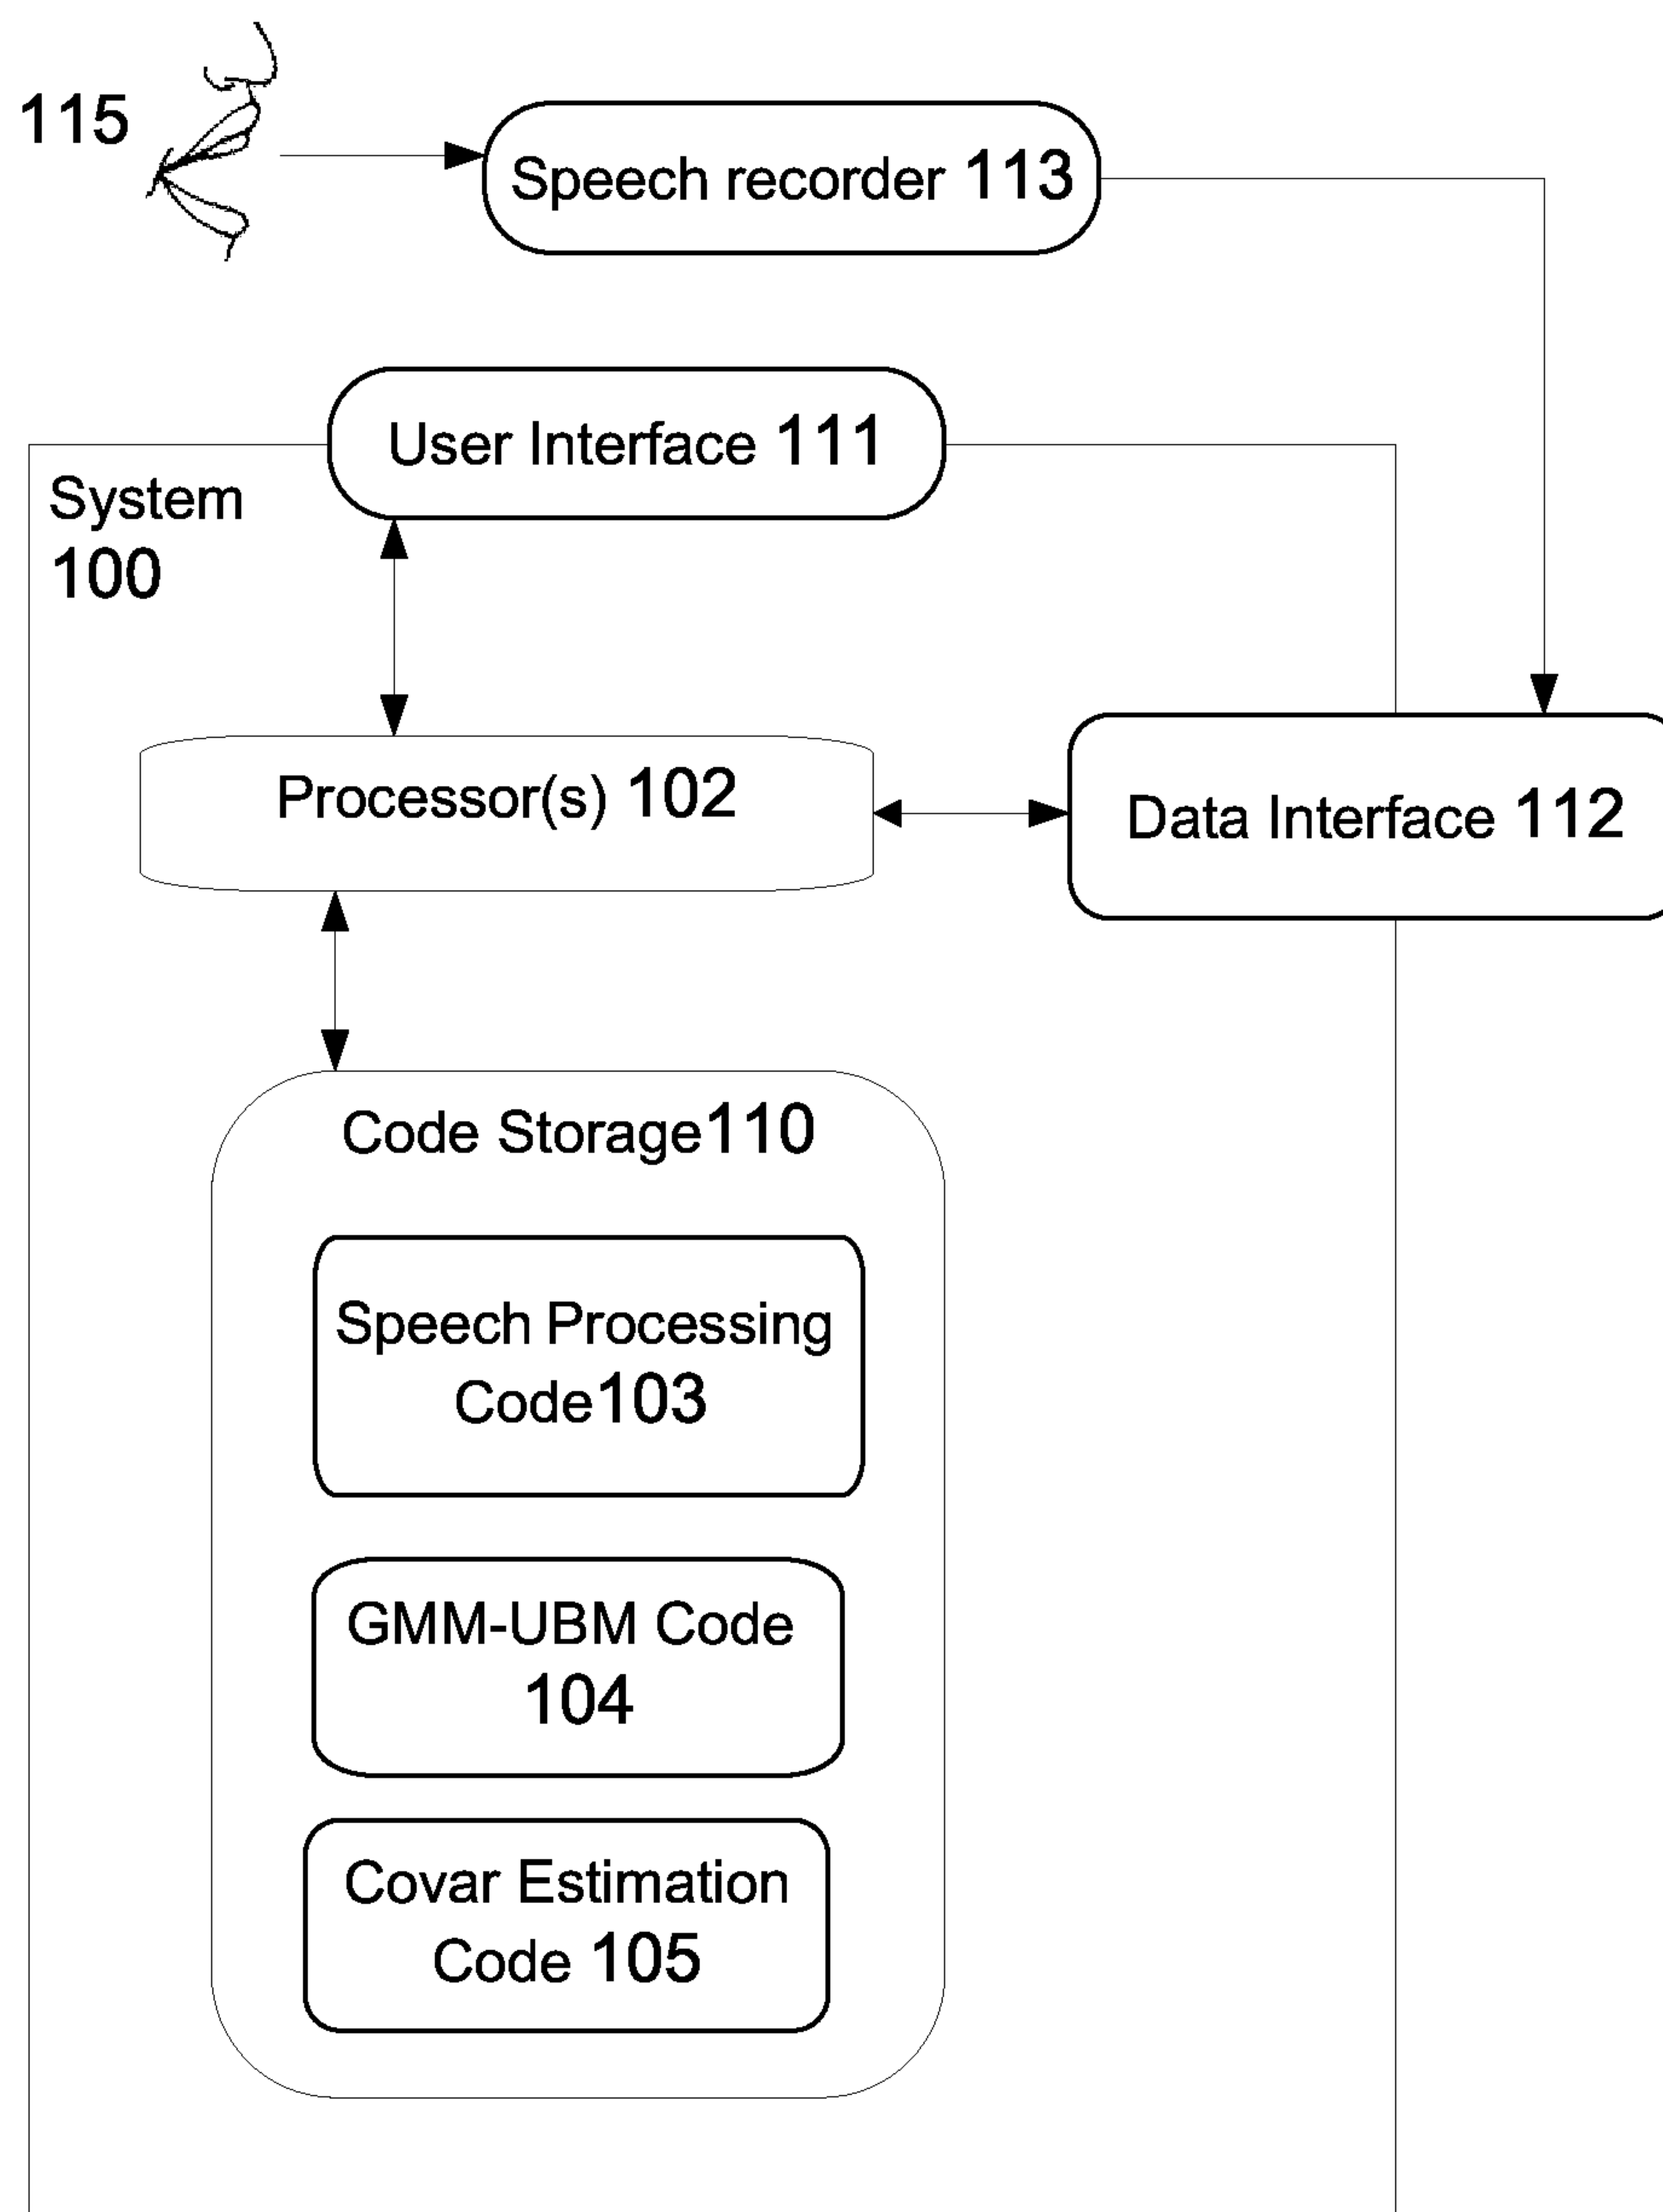 115
Speech recorder 113
User Interface 111
System
100
Processor(s) 102
Data Interface 112
Code Storage110
Speech Processing
Code103
GMM-UBM Code
104
Covar Estimation
Code 105